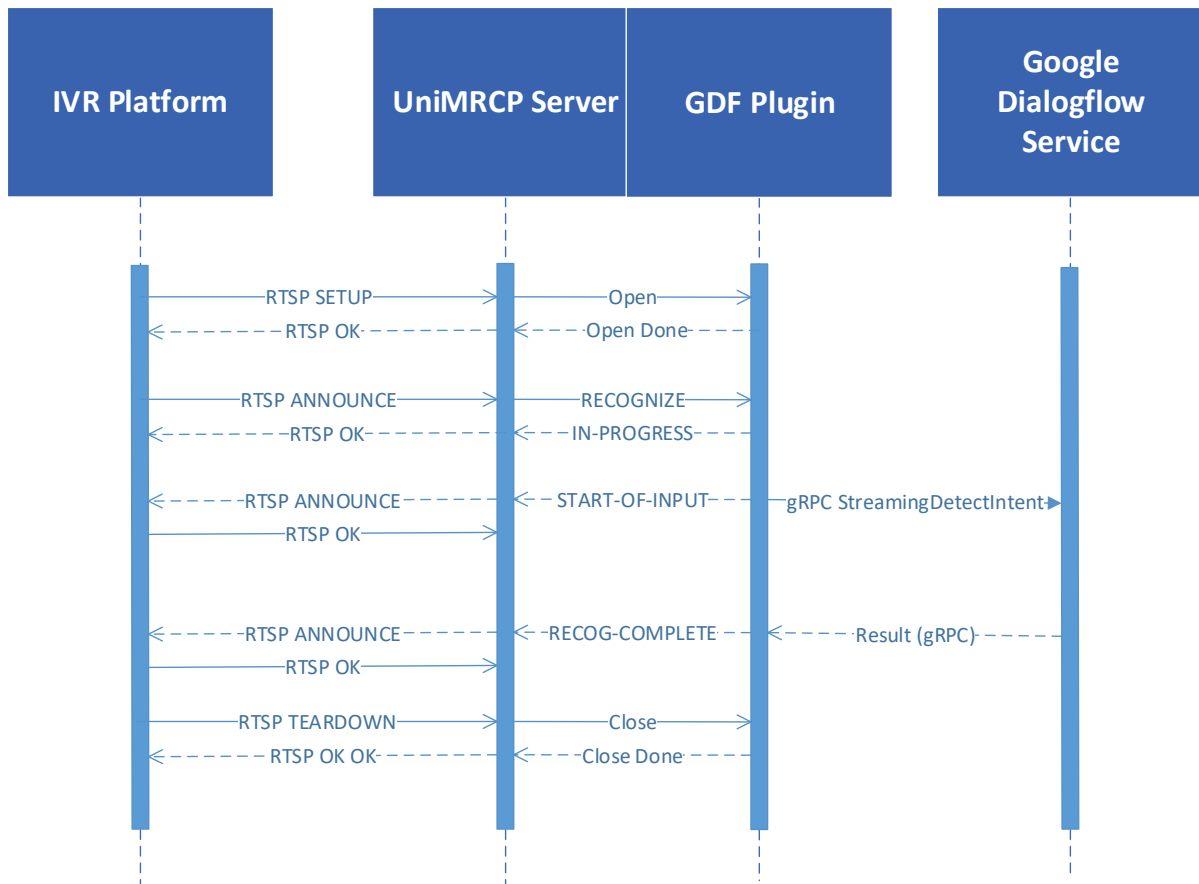 IVR Platform
UniMRCP Server
GDF Plugin
Google
Dialogflow
Service
RTSP SETUP
Open
RTSP OK
Open Done
RTSP ANNOUNCE
RECOGNIZE
RTSP OK
IN-PROGRESS
RTSP ANNOUNCE
START-OF-INPUT
gRPC StreamingDetectIntent
RTSP OK
RTSP ANNOUNCE
RECOG-COMPLETE
Result (gRPC)
RTSP OK
RTSP TEARDOWN
Close
RTSP OK OK
Close Done